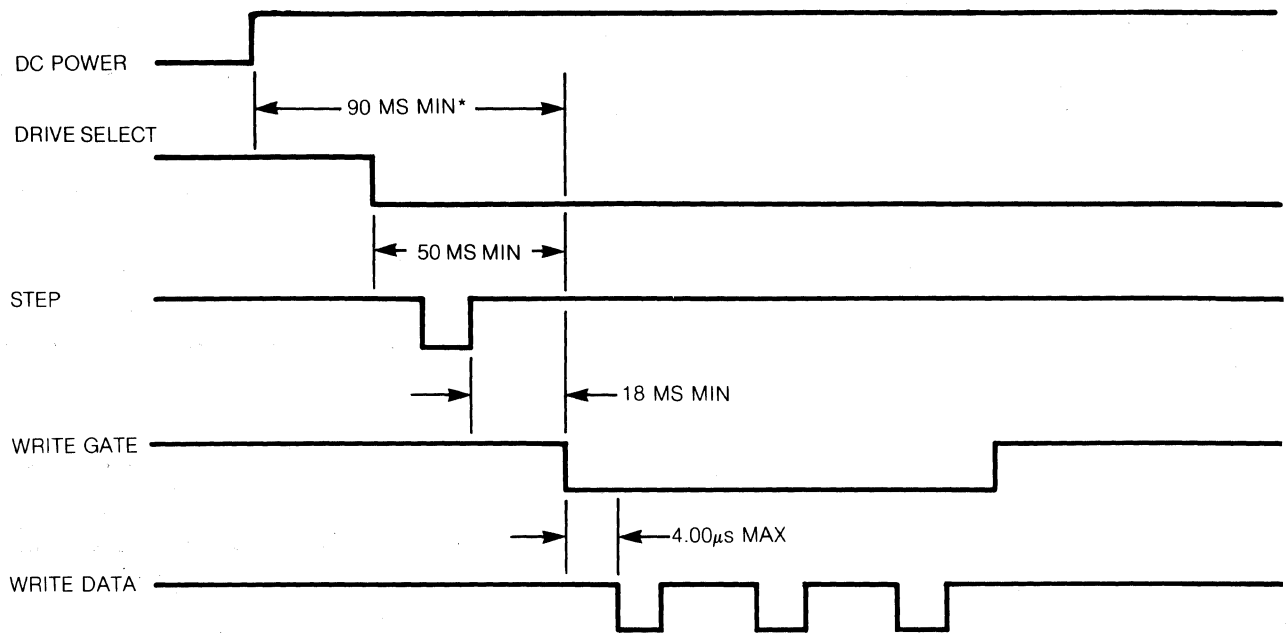 DC POWER
90 MS MIN*
DRIVE SELECT
50 MS MIN
STEP
18 MS MIN
WRITE GATE
4.00µs MAX
WRITE DATA